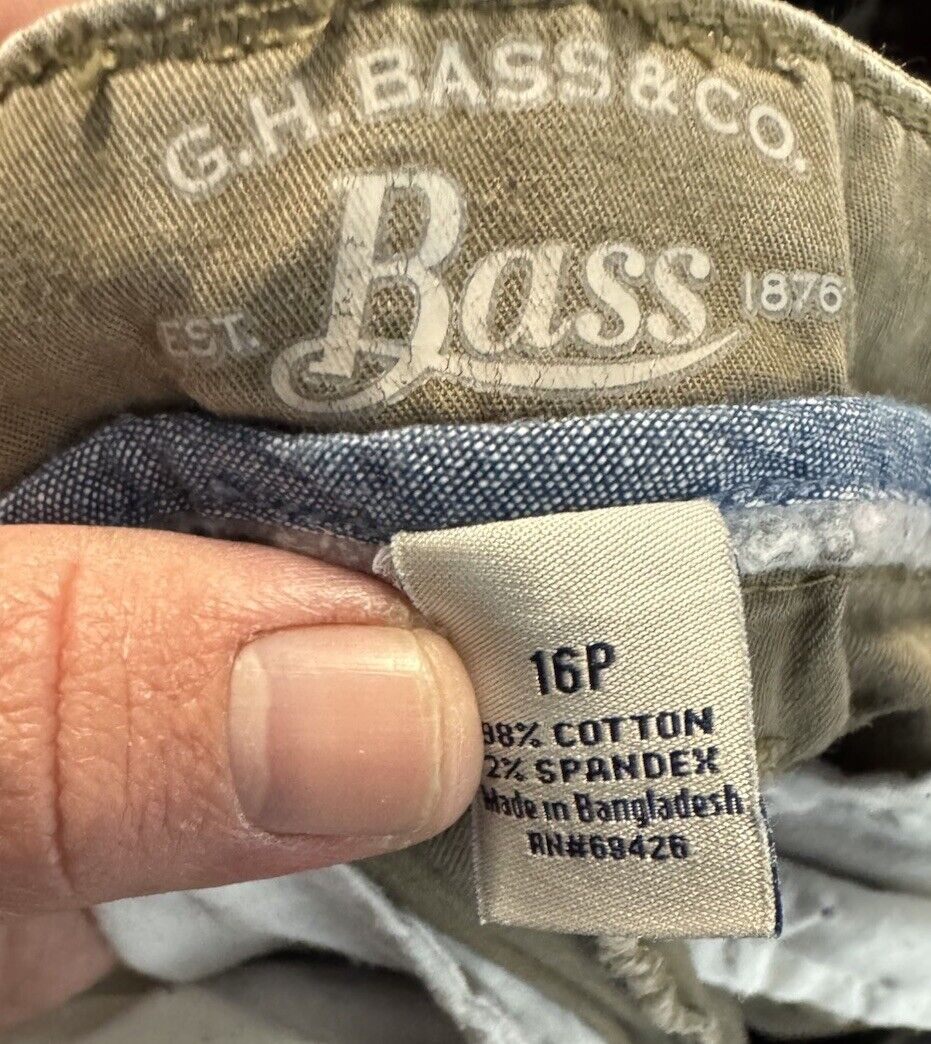 G.H. BASS & CO.
EST. Bass 1876
16P
98% COTTON
2% SPANDEX
Made in Bangladesh
RN#69426